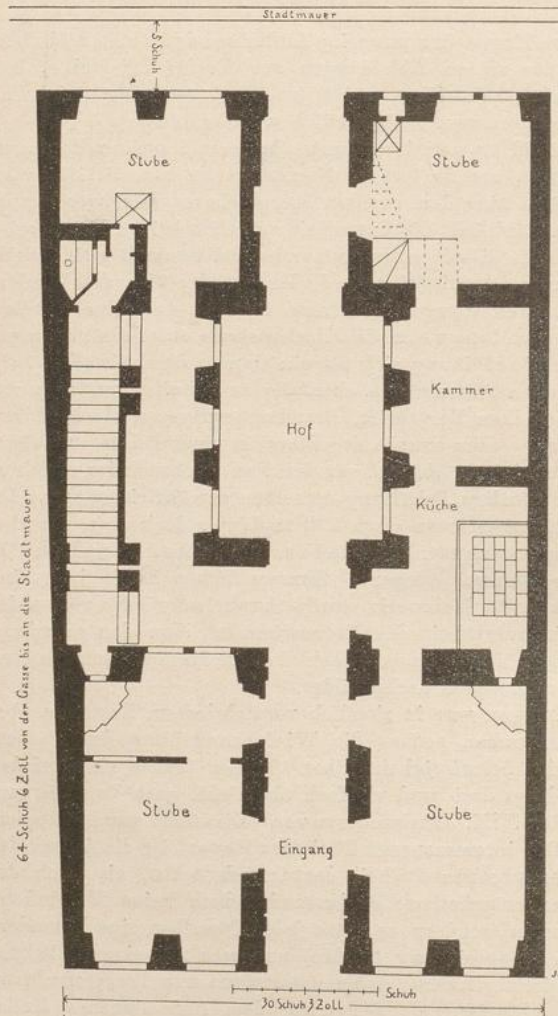 Stadtmauer
5 Schuh
Stube
Stube
Hof
Kammer
Küche
64 Schuh 6 Zoll von der Gasse bis an die Stadtmauer
Stube
Stube
Eingang
Schuh
30 Schuh 3 Zoll